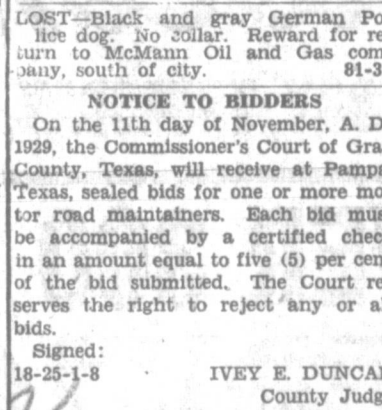 LOST—Black and gray German Po
lice dog. No collar. Reward for re
turn to McMann Oil and Gas com
pany, south of city. 81-3
NOTICE TO BIDDERS
On the 11th day of November, A. D
1929, the Commissioner's Court of Gra
County, Texas, will receive at Pampa
Texas, sealed bids for one or more mo
tor road maintainers. Each bid mus
be accompanied by a certified chec
in an amount equal to five (5) per cen
of the bid submitted. The Court re
serves the right to reject any or a
bids.
Signed:
18-25-1-8 IVEY E. DUNCAN
County Judg